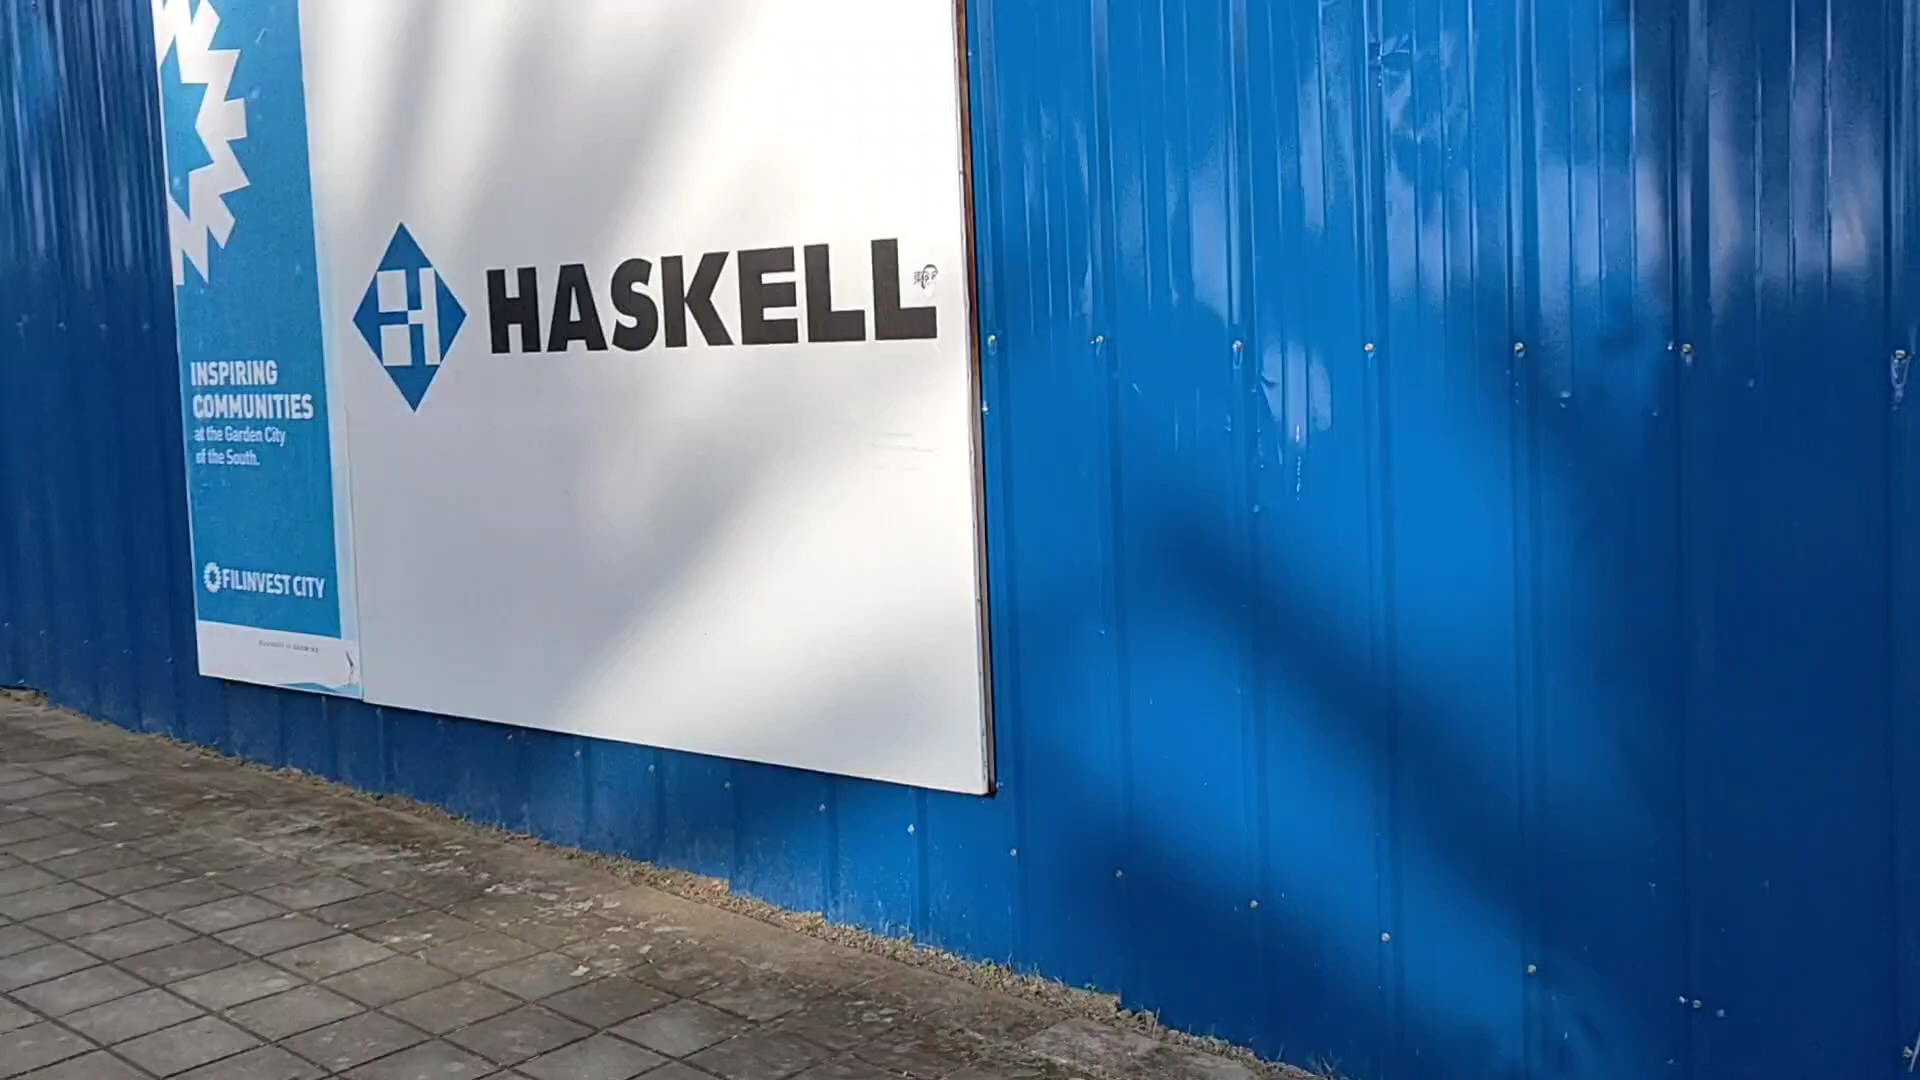 INSPIRING
COMMUNITIES
at the Garden City
of the South.
FILINVEST CITY
HASKELL